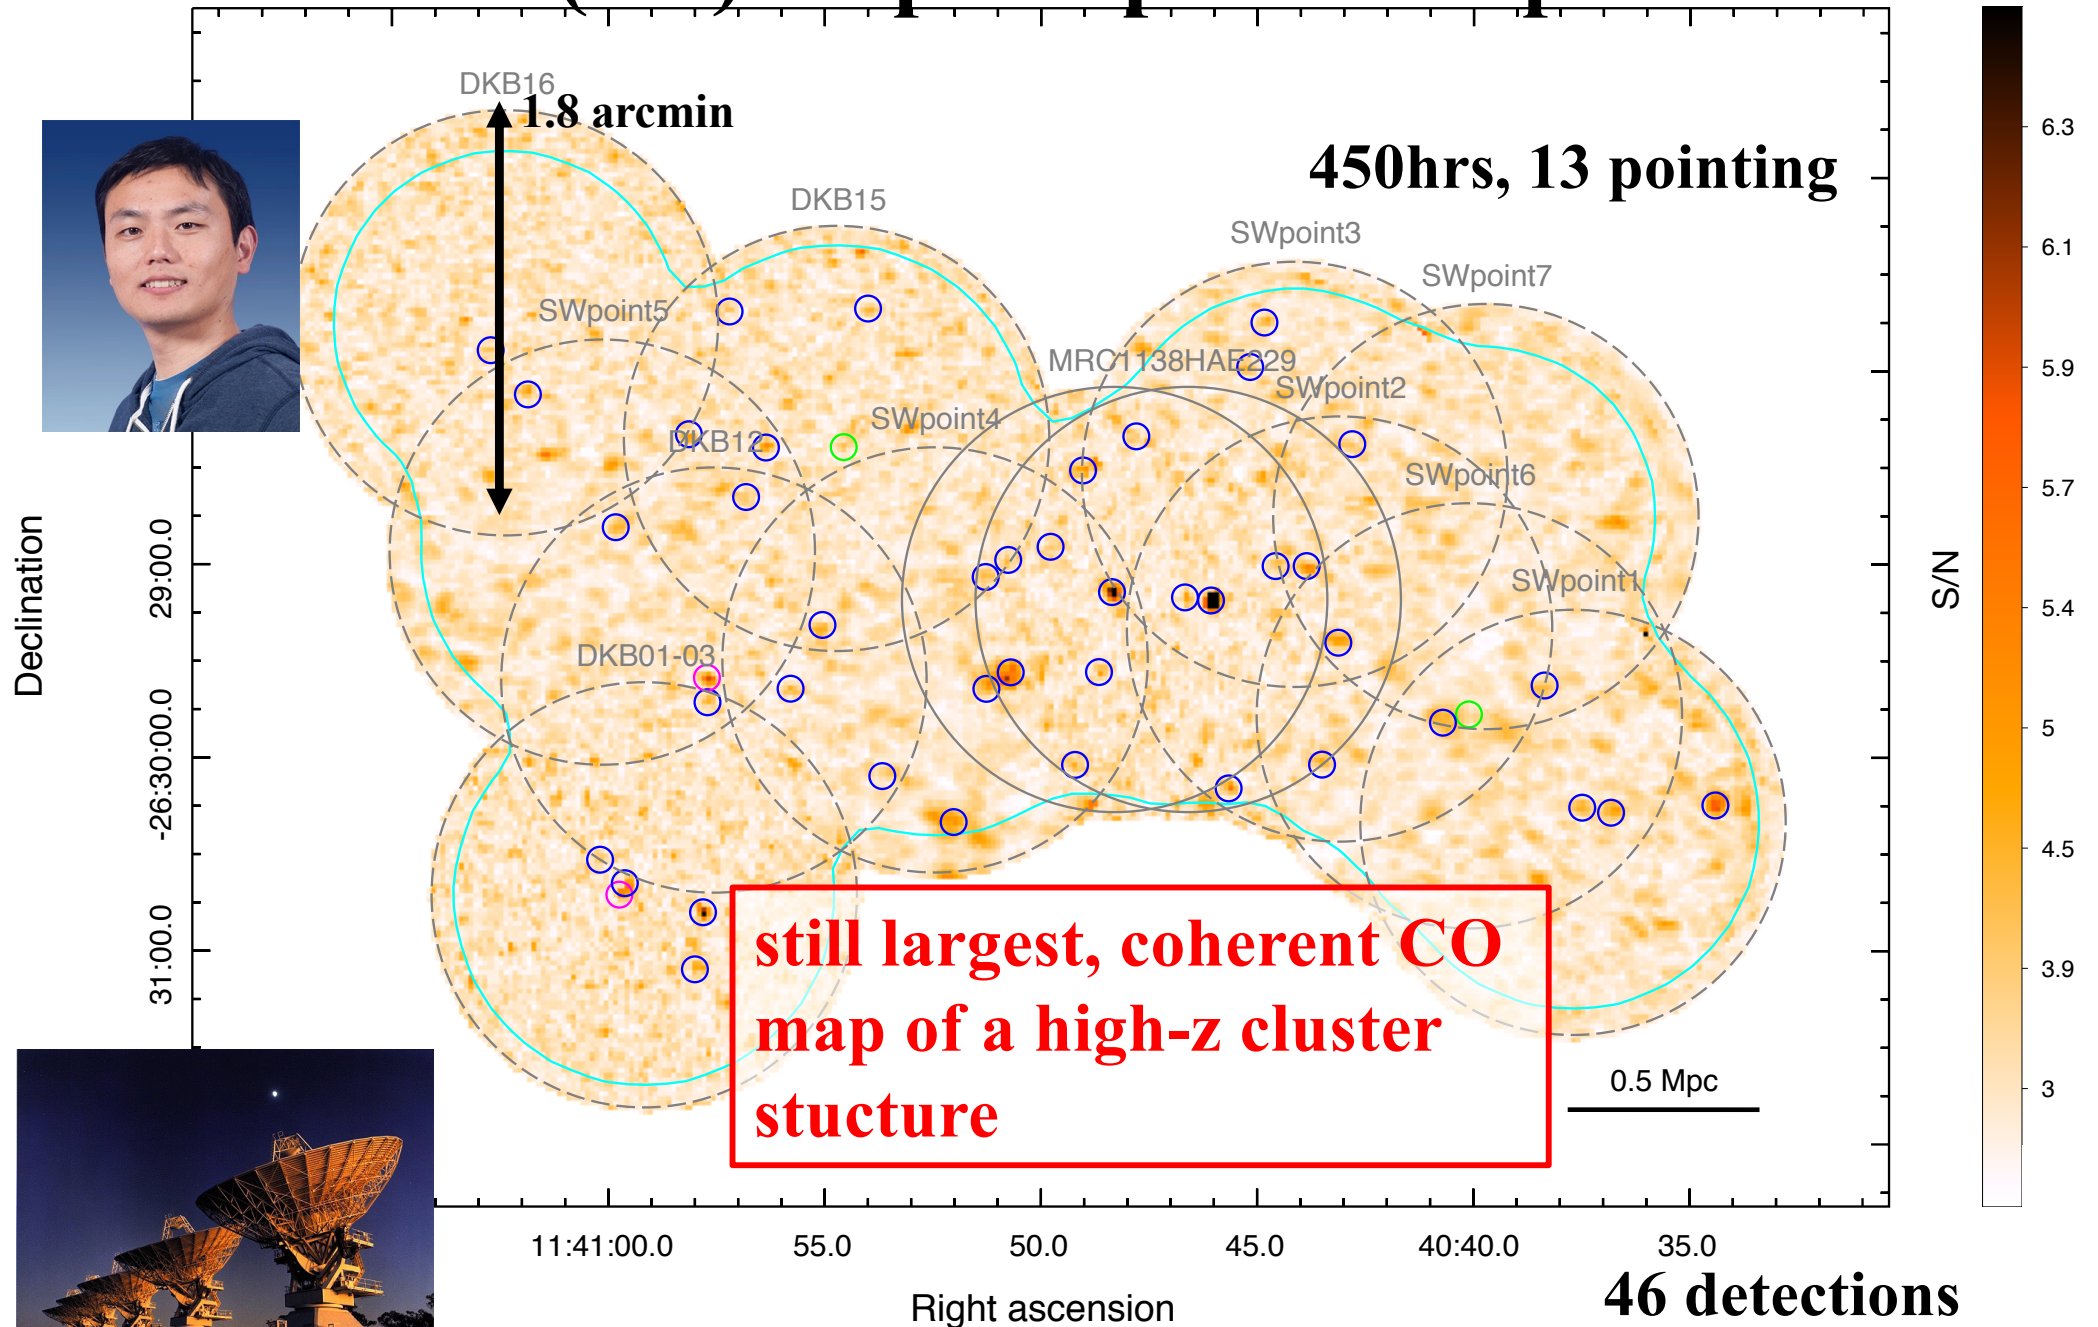 DKB16
1.8 arcmin
450hrs, 13 pointing
DKB15
SWpoint3
SWpoint7
SWpoint5
MRC1138HAE229
SWpoint2
SWpoint4
DKB12
SWpoint6
SWpoint1
DKB01-03
Declination
29:00.0
-26:30:00.0
31:00.0
still largest, coherent CO
map of a high-z cluster
stucture
0.5 Mpc
11:41:00.0 55.0 50.0 45.0 40:40.0 35.0
Right ascension
46 detections
S/N
6.3
6.1
5.9
5.7
5.4
5
4.5
3.9
3